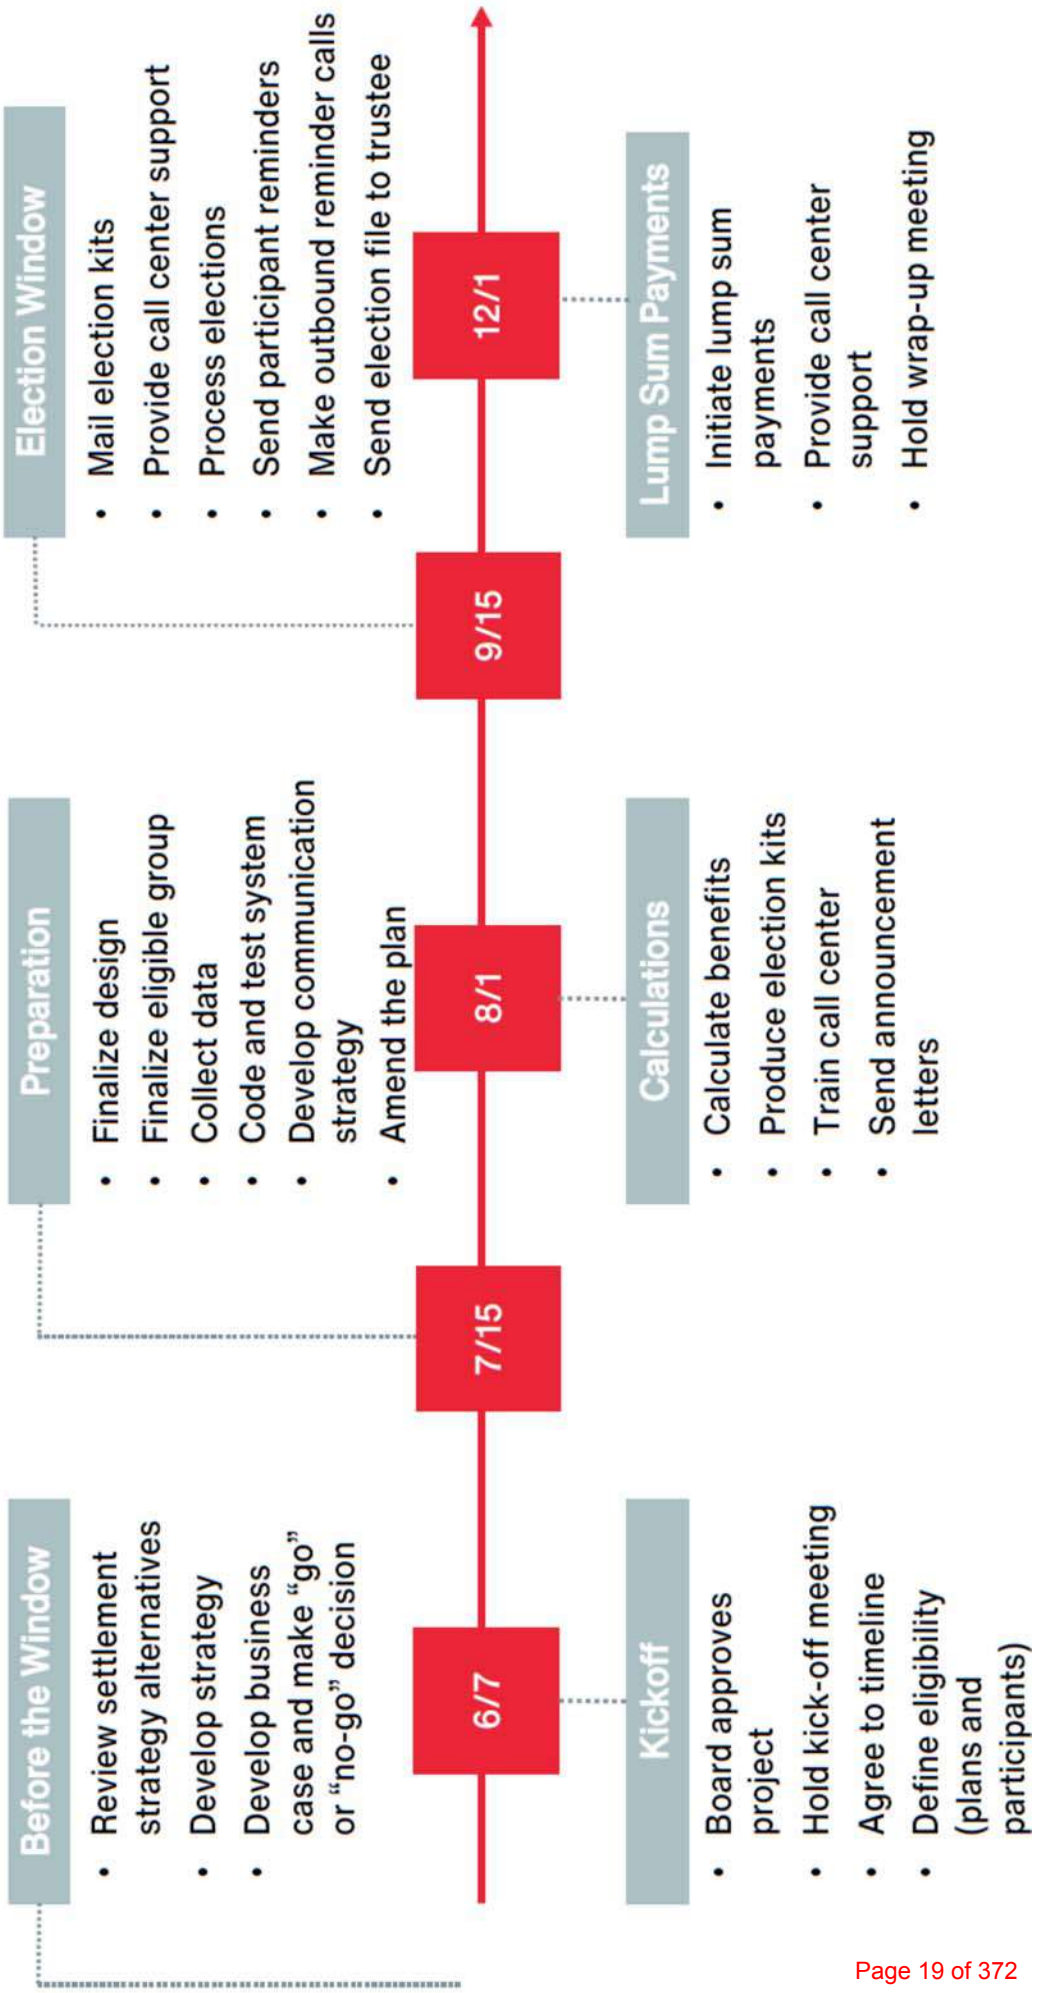 Before the Window
• Review settlement
strategy alternatives
• Develop strategy
• Develop business
case and make “go”
or “no-go” decision
Preparation
• Finalize design
• Finalize eligible group
• Collect data
• Code and test system
• Develop communication
strategy
• Amend the plan
Election Window
• Mail election kits
• Provide call center support
• Process elections
• Send participant reminders
• Make outbound reminder calls
• Send election file to trustee
6/7
7/15
8/1
9/15
12/1
Kickoff
• Board approves
project
• Hold kick-off meeting
• Agree to timeline
• Define eligibility
(plans and
participants)
Calculations
• Calculate benefits
• Produce election kits
• Train call center
• Send announcement
letters
Lump Sum Payments
• Initiate lump sum
payments
• Provide call center
support
• Hold wrap-up meeting
Page 19 of 372